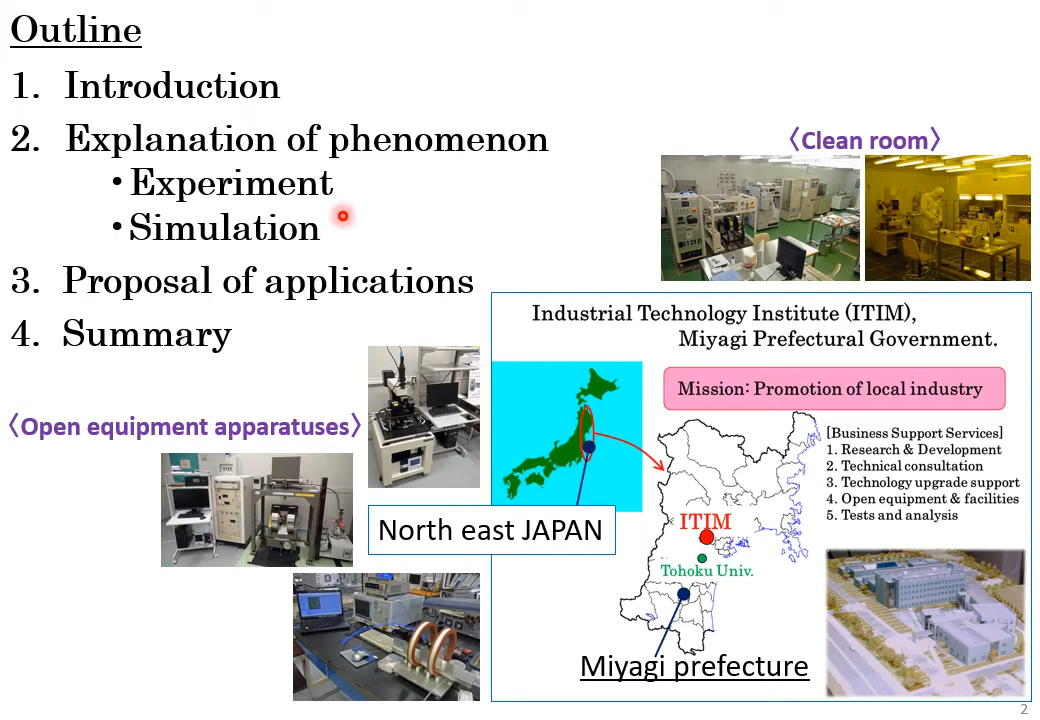 Outline
1. Introduction
2. Explanation of phenomenon
・Experiment
・Simulation
3. Proposal of applications
4. Summary
〈Clean room〉
〈Open equipment apparatuses〉
Industrial Technology Institute (ITIM),
Miyagi Prefectural Government.
Mission: Promotion of local industry
[Business Support Services]
1. Research & Development
2. Technical consultation
3. Technology upgrade support
4. Open equipment & facilities
5. Tests and analysis
North east JAPAN
ITIM
Tohoku Univ.
Miyagi prefecture
2